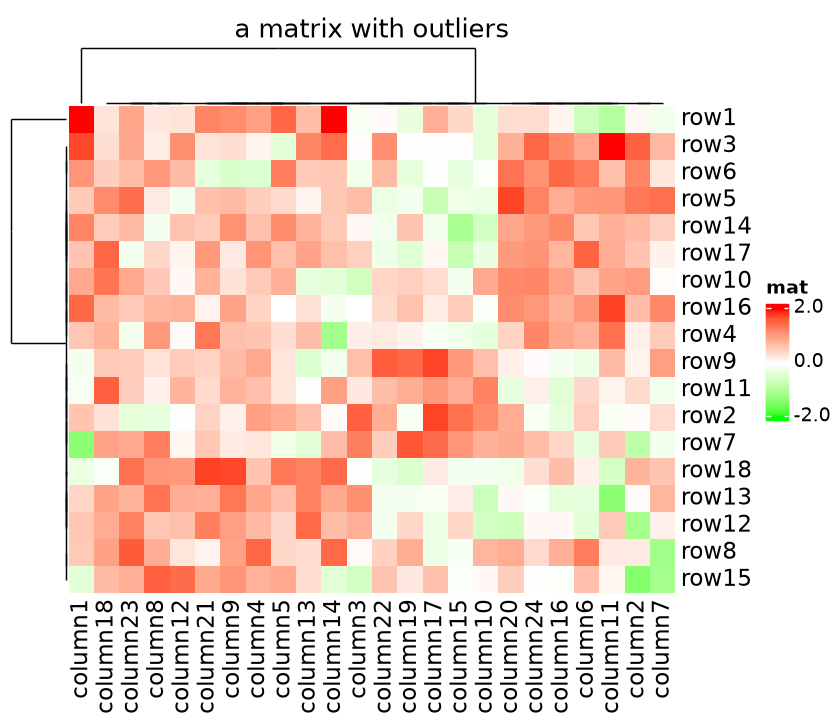 a matrix with outliers
row1
row3
row6
row5
row14
row17
row10
row16
row4
row9
row11
row2
row7
row18
row13
row12
row8
row15
mat
2.0
0.0
-2.0
column1
column18
column23
column8
column12
column21
column9
column4
column5
column13
column14
column3
column22
column19
column17
column15
column10
column20
column24
column16
column6
column11
column2
column7